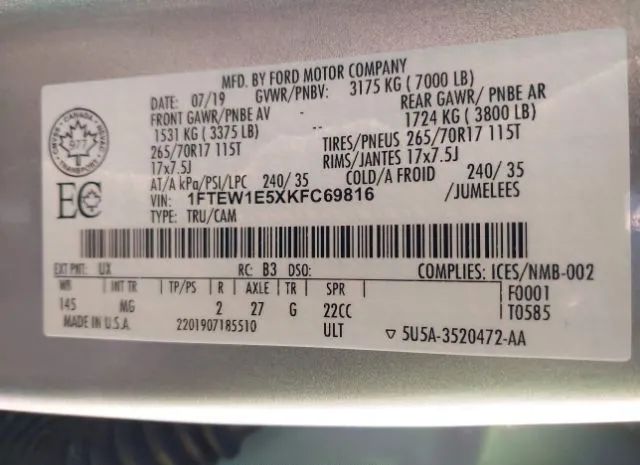 MFD. BY FORD MOTOR COMPANY
DATE: 07/19 GVWR/PNBV: 3175 KG ( 7000 LB)
FRONT GAWR/PNBE AV REAR GAWR/ PNBE AR
1531 KG ( 3375 LB) 1724 KG ( 3800 LB)
265/70R17 115T TIRES/PNEUS 265/70R17 115T
17x7.5J RIMS/JANTES 17x7.5J
AT/A kPa/PSI/LPC 240/ 35 COLD/A FROID 240/ 35
VIN: 1FTEW1E5XKFC69816 /JUMELEES
TYPE: TRU/CAM
CANADA
977
TRANSPORT
EC
EXT PNT: UX RC: B3 DSO: COMPLIES: ICES/NMB-002
WB INT TR TP/PS R AXLE TR SPR F0001
145 MG 2 27 G 22CC T0585
MADE IN U.S.A. 2201907185510 ULT ▽ 5U5A-3520472-AA